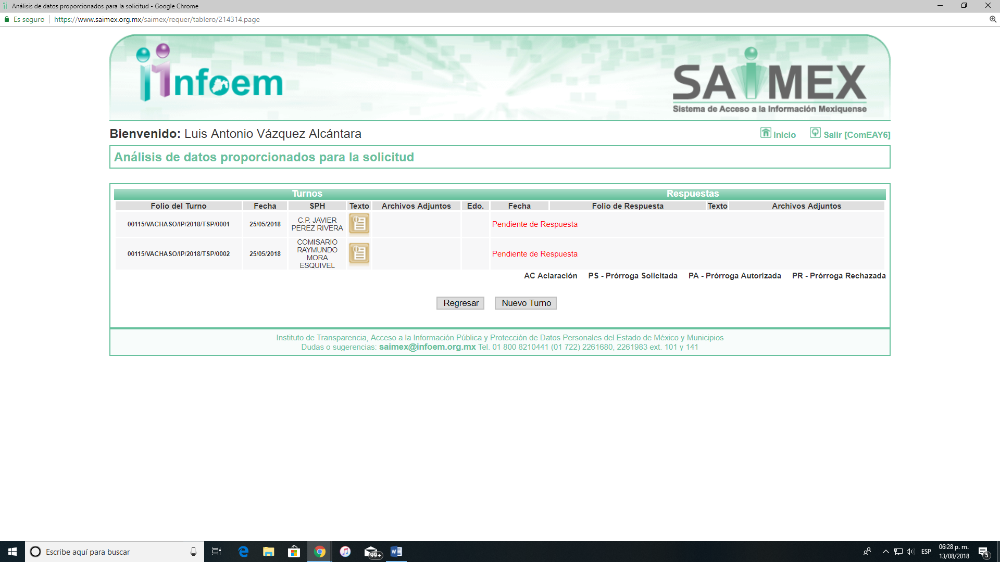 Análisis de datos proporcionados para la solicitud - Google Chrome
Es seguro | https://www.saimex.org.mx/saimex/requer/tablero/214314.page
infoem
SAIMEX
Sistema de Acceso a la Información Mexiquense
Bienvenido: Luis Antonio Vázquez Alcántara
Inicio Salir [ComEAY6]
Análisis de datos proporcionados para la solicitud
Turnos Respuestas
Folio del Turno Fecha SPH Texto Archivos Adjuntos Edo. Fecha Folio de Respuesta Texto Archivos Adjuntos
00115/VACHASO/IP/2018/TSP/0001 25/05/2018 C.P. JAVIER PEREZ RIVERA Pendiente de Respuesta
00115/VACHASO/IP/2018/TSP/0002 25/05/2018 COMISARIO RAYMUNDO MORA ESQUIVEL Pendiente de Respuesta
AC Aclaración PS - Prórroga Solicitada PA - Prórroga Autorizada PR - Prórroga Rechazada
Regresar Nuevo Turno
Instituto de Transparencia, Acceso a la Información Pública y Protección de Datos Personales del Estado de México y Municipios
Dudas o sugerencias: saimex@infoem.org.mx Tel. 01 800 8210441 (01 722) 2261680, 2261983 ext. 101 y 141
Escribe aquí para buscar
99+
ESP
06:28 p. m.
13/08/2018
5